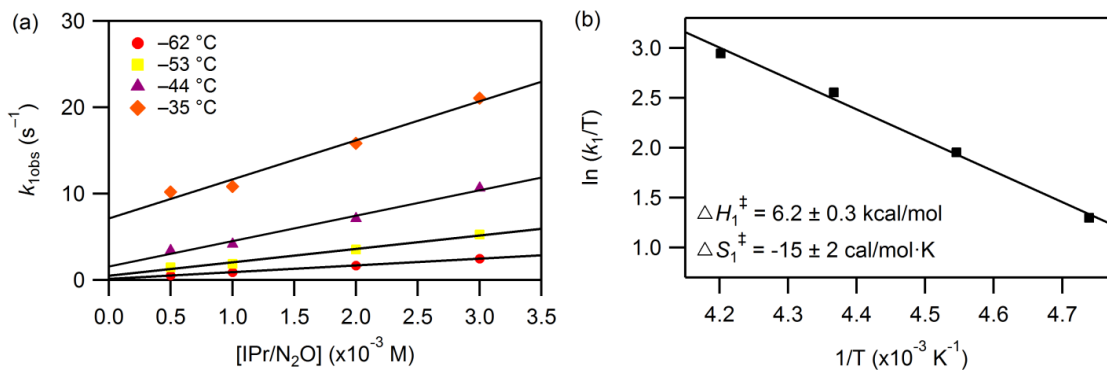 (a)
30
20
10
0
k1obs (s⁻¹)
–62 °C
–53 °C
–44 °C
–35 °C
0.0 0.5 1.0 1.5 2.0 2.5 3.0 3.5
[IPr/N₂O] (x10⁻³ M)
(b)
3.0
2.5
2.0
1.5
1.0
ln (k₁/T)
△H₁‡ = 6.2 ± 0.3 kcal/mol
△S₁‡ = -15 ± 2 cal/mol·K
4.2 4.3 4.4 4.5 4.6 4.7
1/T (x10⁻³ K⁻¹)